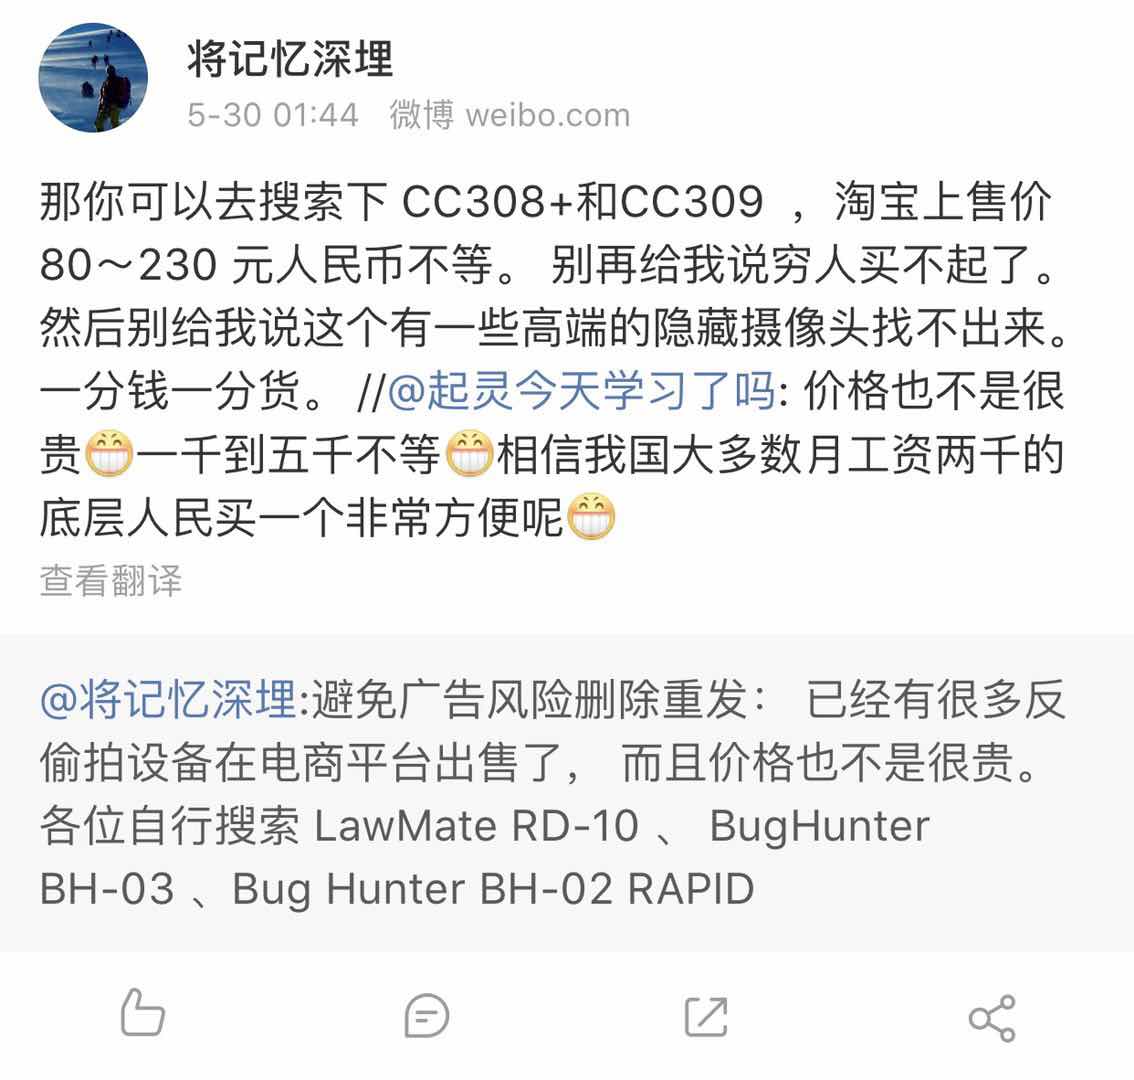 将记忆深埋
5-30 01:44 微博 weibo.com
那你可以去搜索下 CC308+和CC309 ，淘宝上售价
80～230 元人民币不等。 别再给我说穷人买不起了。
然后别给我说这个有一些高端的隐藏摄像头找不出来。
一分钱一分货。 //@起灵今天学习了吗: 价格也不是很
贵😁一千到五千不等😁相信我国大多数月工资两千的
底层人民买一个非常方便呢😁
查看翻译
@将记忆深埋:避免广告风险删除重发： 已经有很多反
偷拍设备在电商平台出售了， 而且价格也不是很贵。
各位自行搜索 LawMate RD-10 、 BugHunter
BH-03 、Bug Hunter BH-02 RAPID